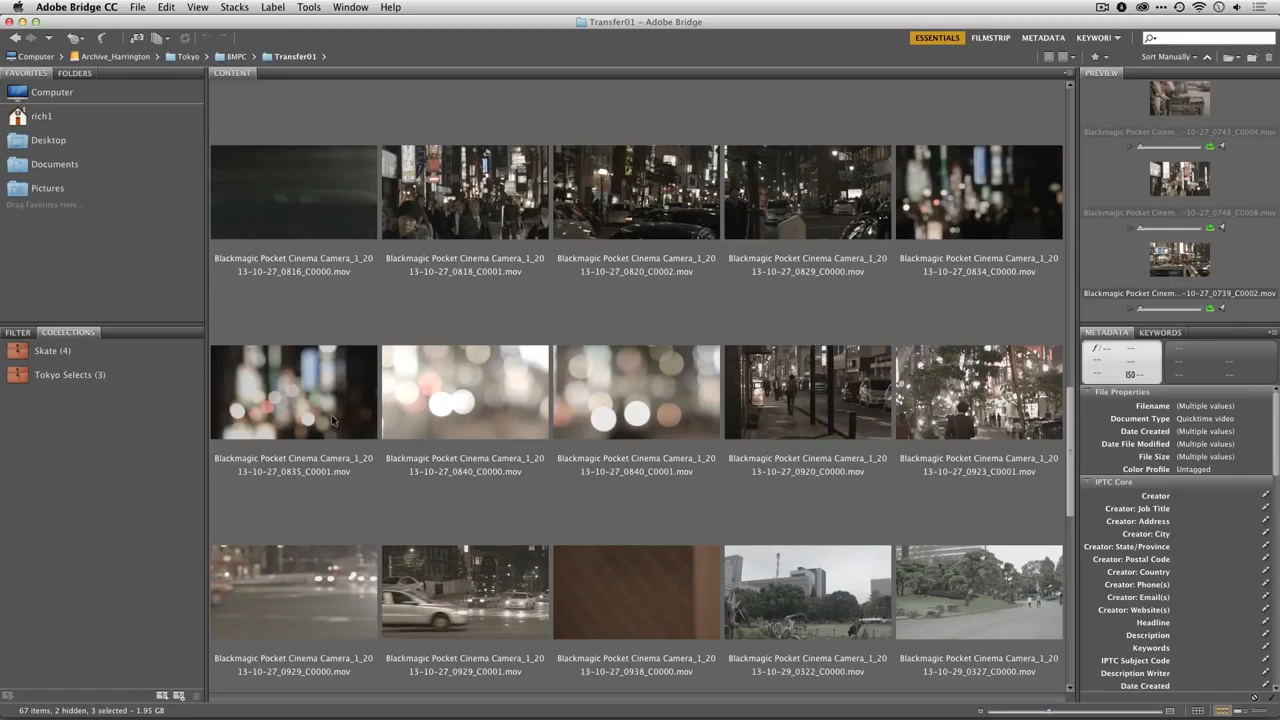 Adobe Bridge CC File Edit View Stacks Label Tools Window Help
Transfer01 – Adobe Bridge
ESSENTIALS FILMSTRIP METADATA KEYWORI
Computer Archive_Harrington Tokyo BMPC Transfer01
Sort Manually
FAVORITES FOLDERS
Computer
rich1
Desktop
Documents
Pictures
Drag Favorites Here...
FILTER COLLECTIONS
Skate (4)
Tokyo Selects (3)
CONTENT
Blackmagic Pocket Cinema Camera_1_20
13-10-27_0816_C0000.mov
Blackmagic Pocket Cinema Camera_1_20
13-10-27_0818_C0001.mov
Blackmagic Pocket Cinema Camera_1_20
13-10-27_0820_C0002.mov
Blackmagic Pocket Cinema Camera_1_20
13-10-27_0829_C0000.mov
Blackmagic Pocket Cinema Camera_1_20
13-10-27_0834_C0000.mov
Blackmagic Pocket Cinema Camera_1_20
13-10-27_0835_C0001.mov
Blackmagic Pocket Cinema Camera_1_20
13-10-27_0840_C0000.mov
Blackmagic Pocket Cinema Camera_1_20
13-10-27_0840_C0001.mov
Blackmagic Pocket Cinema Camera_1_20
13-10-27_0920_C0000.mov
Blackmagic Pocket Cinema Camera_1_20
13-10-27_0923_C0001.mov
Blackmagic Pocket Cinema Camera_1_20
13-10-27_0929_C0000.mov
Blackmagic Pocket Cinema Camera_1_20
13-10-27_0929_C0001.mov
Blackmagic Pocket Cinema Camera_1_20
13-10-27_0938_C0000.mov
Blackmagic Pocket Cinema Camera_1_20
13-10-29_0322_C0000.mov
Blackmagic Pocket Cinema Camera_1_20
13-10-29_0327_C0000.mov
PREVIEW
Blackmagic Pocket Cinem...-10-27_0743_C0004.mov
Blackmagic Pocket Cinem...-10-27_0748_C0008.mov
Blackmagic Pocket Cinem...-10-27_0739_C0002.mov
METADATA KEYWORDS
f/-- --
-- --
-- ISO --
--
-- --
-- --
File Properties
Filename (Multiple values)
Document Type Quicktime video
Date Created (Multiple values)
Date File Modified (Multiple values)
File Size (Multiple values)
Color Profile Untagged
IPTC Core
Creator
Creator: Job Title
Creator: Address
Creator: City
Creator: State/Province
Creator: Postal Code
Creator: Country
Creator: Phone(s)
Creator: Email(s)
Creator: Website(s)
Headline
Description
Keywords
IPTC Subject Code
Description Writer
Date Created
67 items, 2 hidden, 3 selected - 1.95 GB